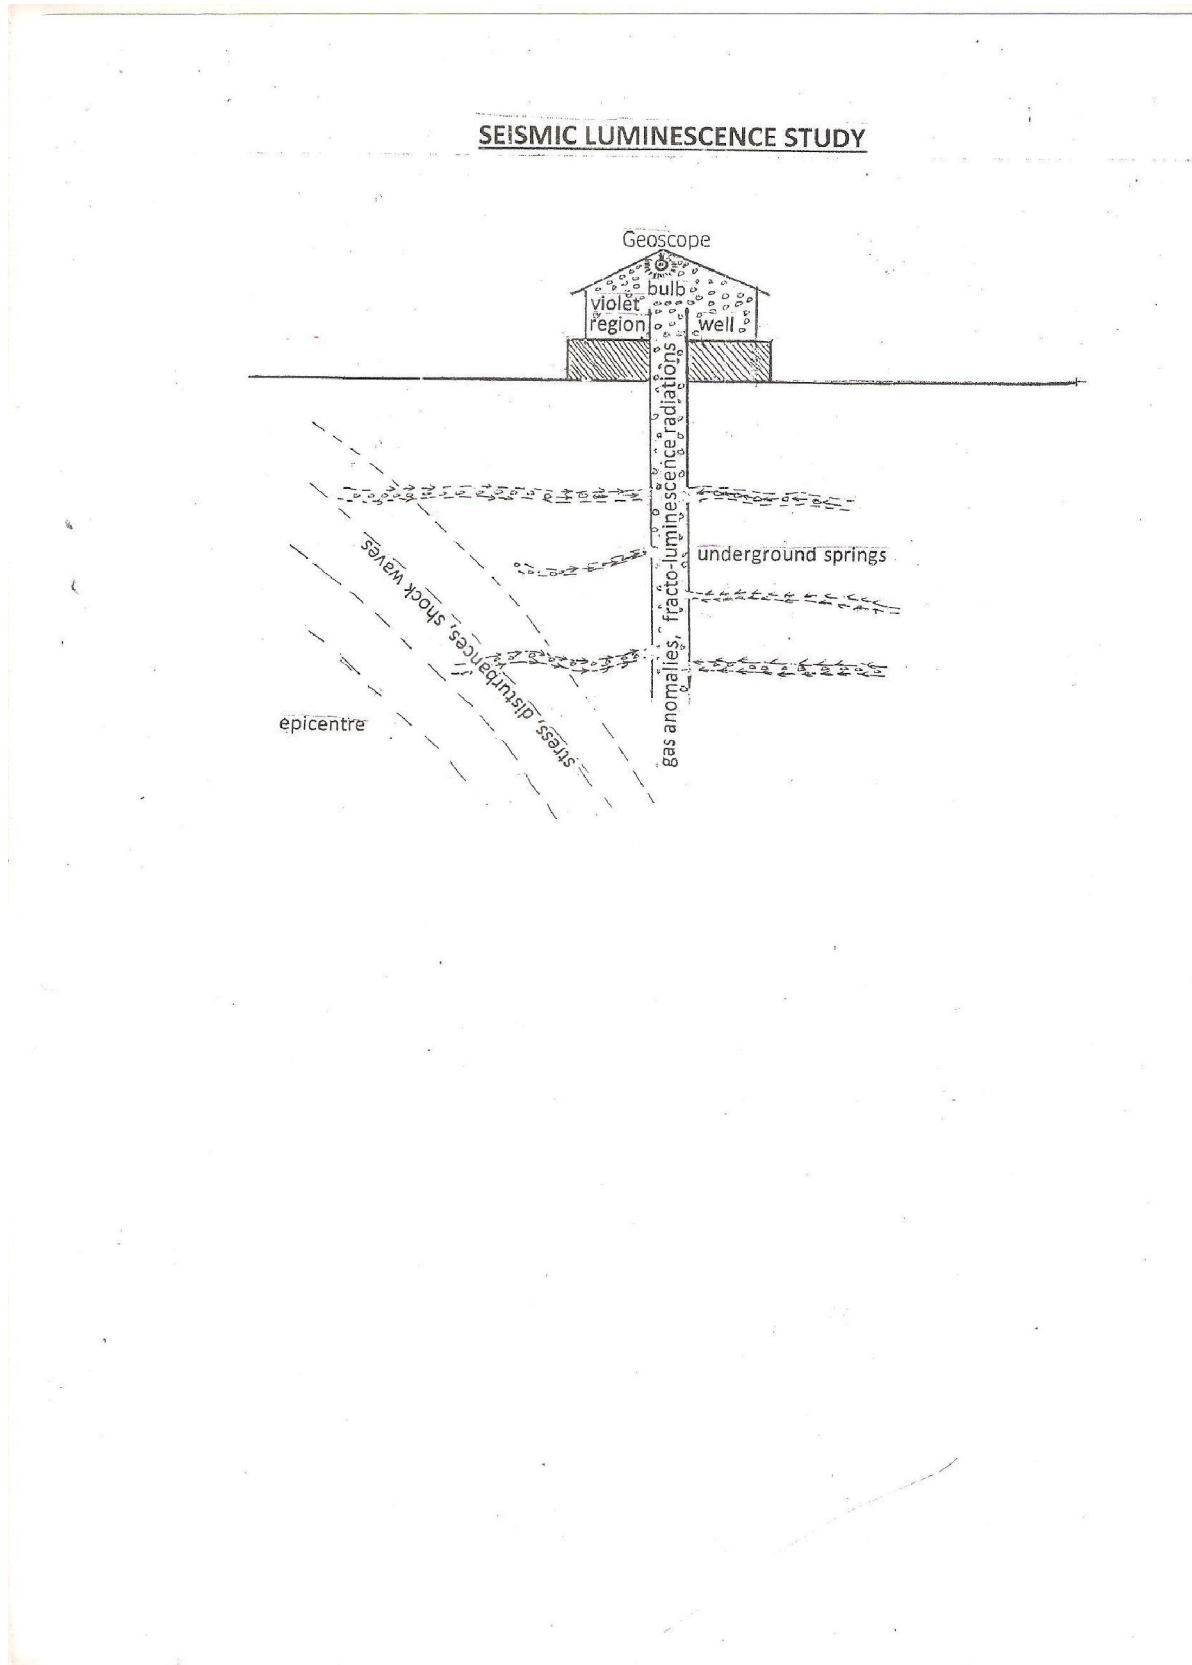 SEISMIC LUMINESCENCE STUDY
Geoscope
bulb
violet
region
well
gas anomalies, fracto-luminescence radiations
underground springs
stress, disturbances, shock waves
epicentre